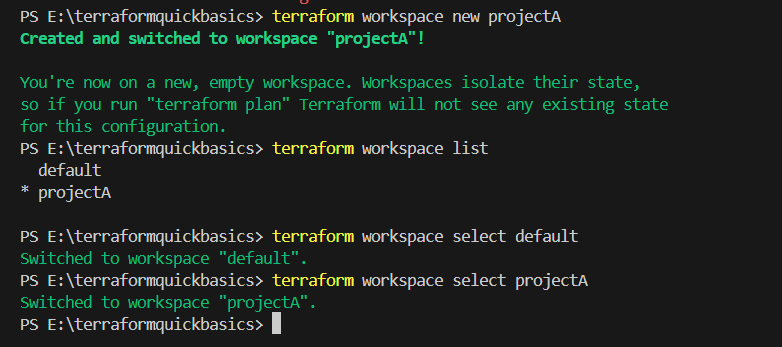 PS E:\terraformquickbasics> terraform workspace new projectA
Created and switched to workspace "projectA"!
You're now on a new, empty workspace. Workspaces isolate their state,
so if you run "terraform plan" Terraform will not see any existing state
for this configuration.
PS E:\terraformquickbasics> terraform workspace list
  default
* projectA
PS E:\terraformquickbasics> terraform workspace select default
Switched to workspace "default".
PS E:\terraformquickbasics> terraform workspace select projectA
Switched to workspace "projectA".
PS E:\terraformquickbasics>